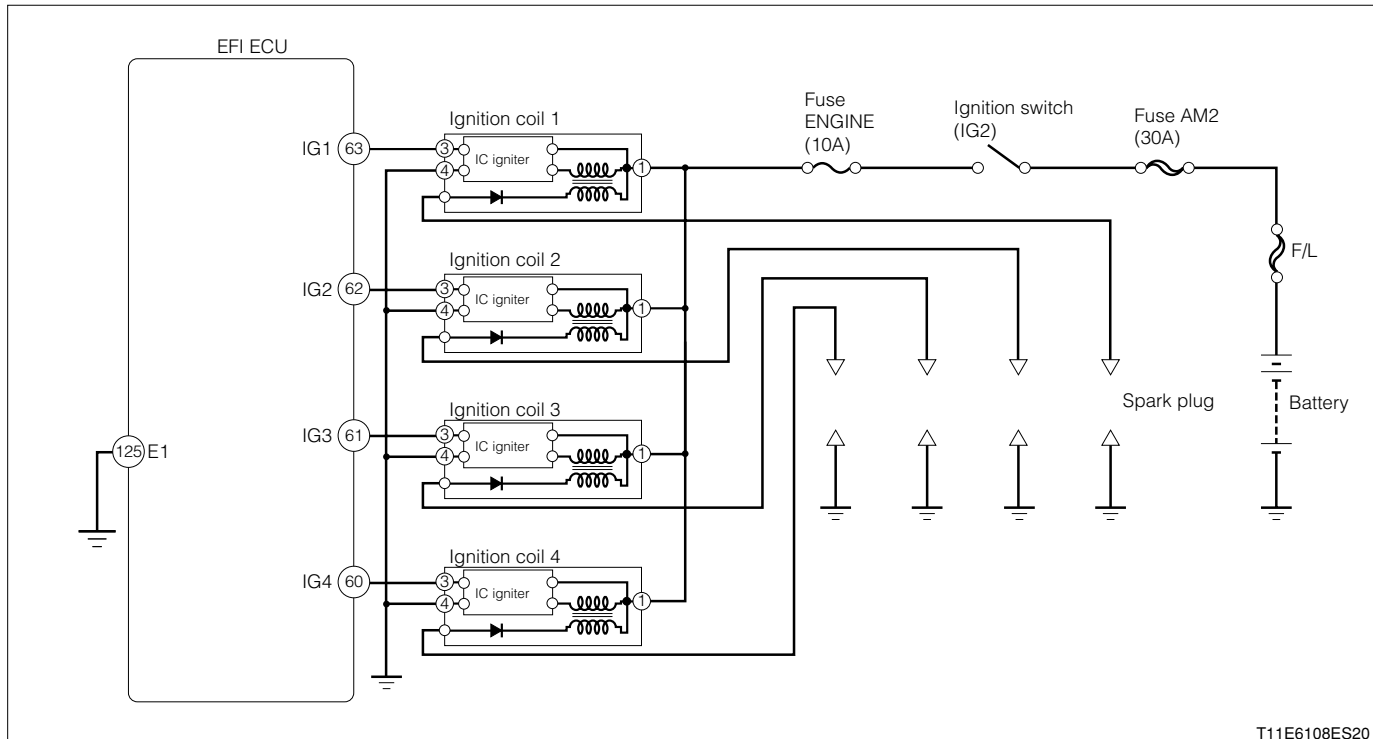 EFI ECU
Fuse
ENGINE
(10A)
Ignition switch
(IG2)
Fuse AM2
(30A)
Ignition coil 1
IG1 63
3
IC igniter
4
1
F/L
Ignition coil 2
IG2 62
3
IC igniter
4
1
Spark plug
Battery
Ignition coil 3
IG3 61
3
IC igniter
4
1
125 E1
Ignition coil 4
IG4 60
3
IC igniter
4
1
T11E6108ES20